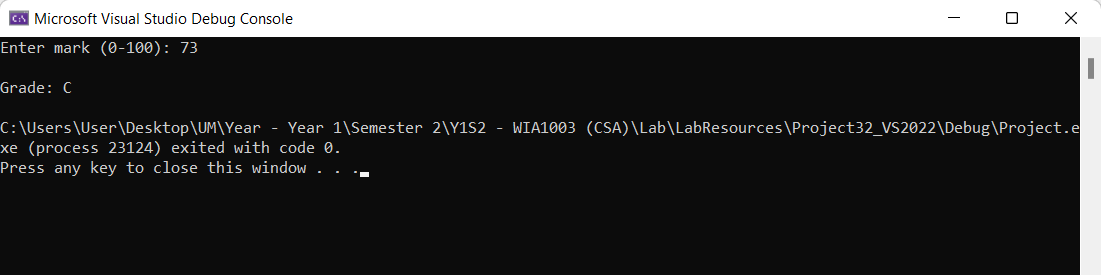 Microsoft Visual Studio Debug Console
Enter mark (0-100): 73
Grade: C
C:\Users\User\Desktop\UM\Year - Year 1\Semester 2\Y1S2 - WIA1003 (CSA)\Lab\LabResources\Project32_VS2022\Debug\Project.e
xe (process 23124) exited with code 0.
Press any key to close this window . . .